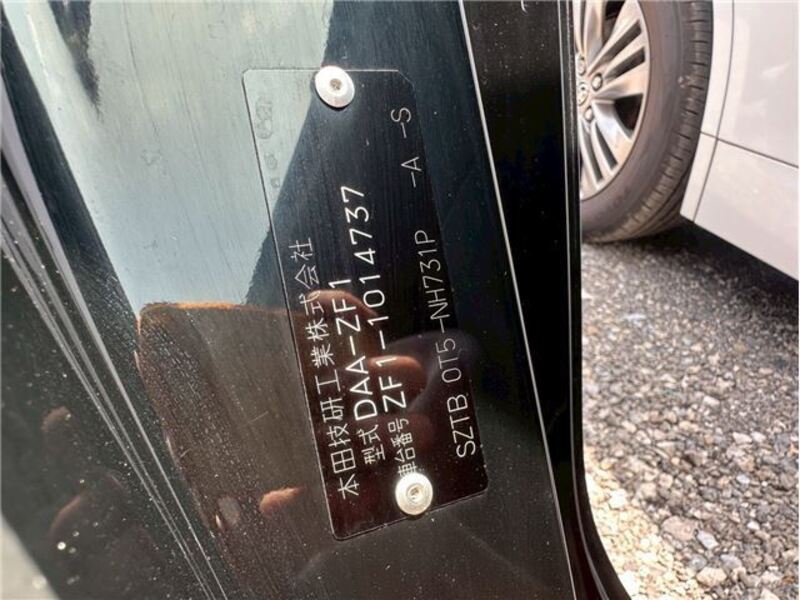 本田技研工業株式会社
型式 DAA-ZF1
車台番号 ZF1-1014737
SZTB 0T5-NH731P -A -S